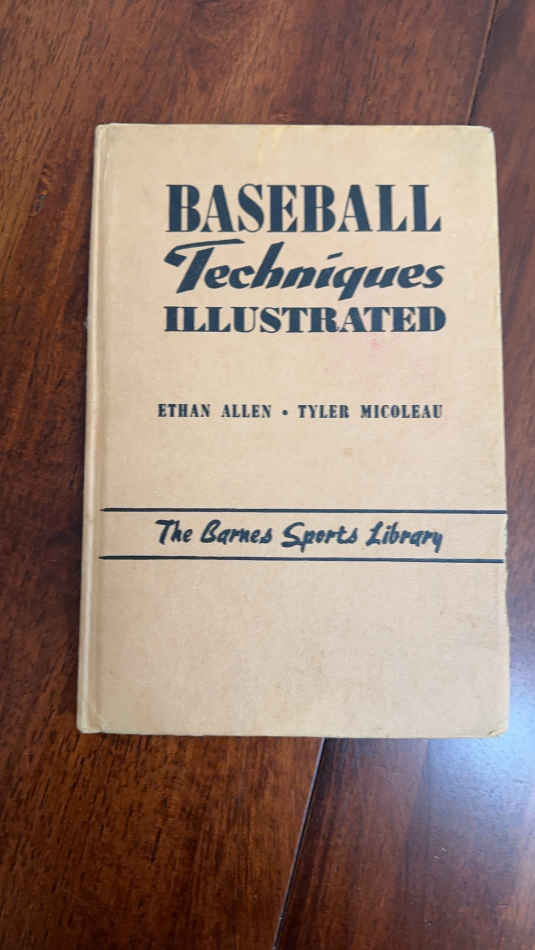 BASEBALL
Techniques
ILLUSTRATED
ETHAN ALLEN • TYLER MICOLEAU
The Barnes Sports Library